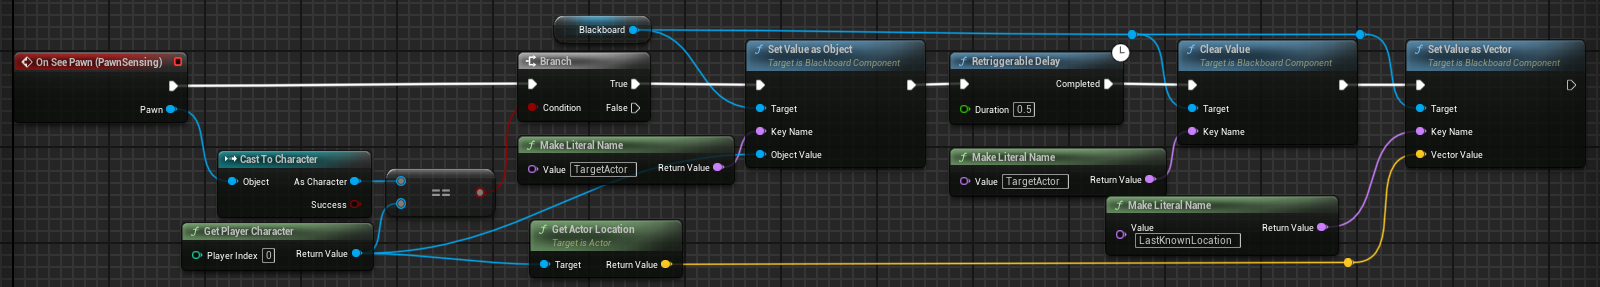 On See Pawn (PawnSensing)
Pawn
Cast To Character
Object
As Character
Success
==
Get Player Character
Player Index
0
Return Value
Branch
True
Condition
False
Make Literal Name
Value
TargetActor
Return Value
Get Actor Location
Target is Actor
Target
Return Value
Blackboard
Set Value as Object
Target is Blackboard Component
Target
Key Name
Object Value
Retriggerable Delay
Completed
Duration
0.5
Make Literal Name
Value
TargetActor
Return Value
Clear Value
Target is Blackboard Component
Target
Key Name
Make Literal Name
Value
LastKnownLocation
Return Value
Set Value as Vector
Target is Blackboard Component
Target
Key Name
Vector Value